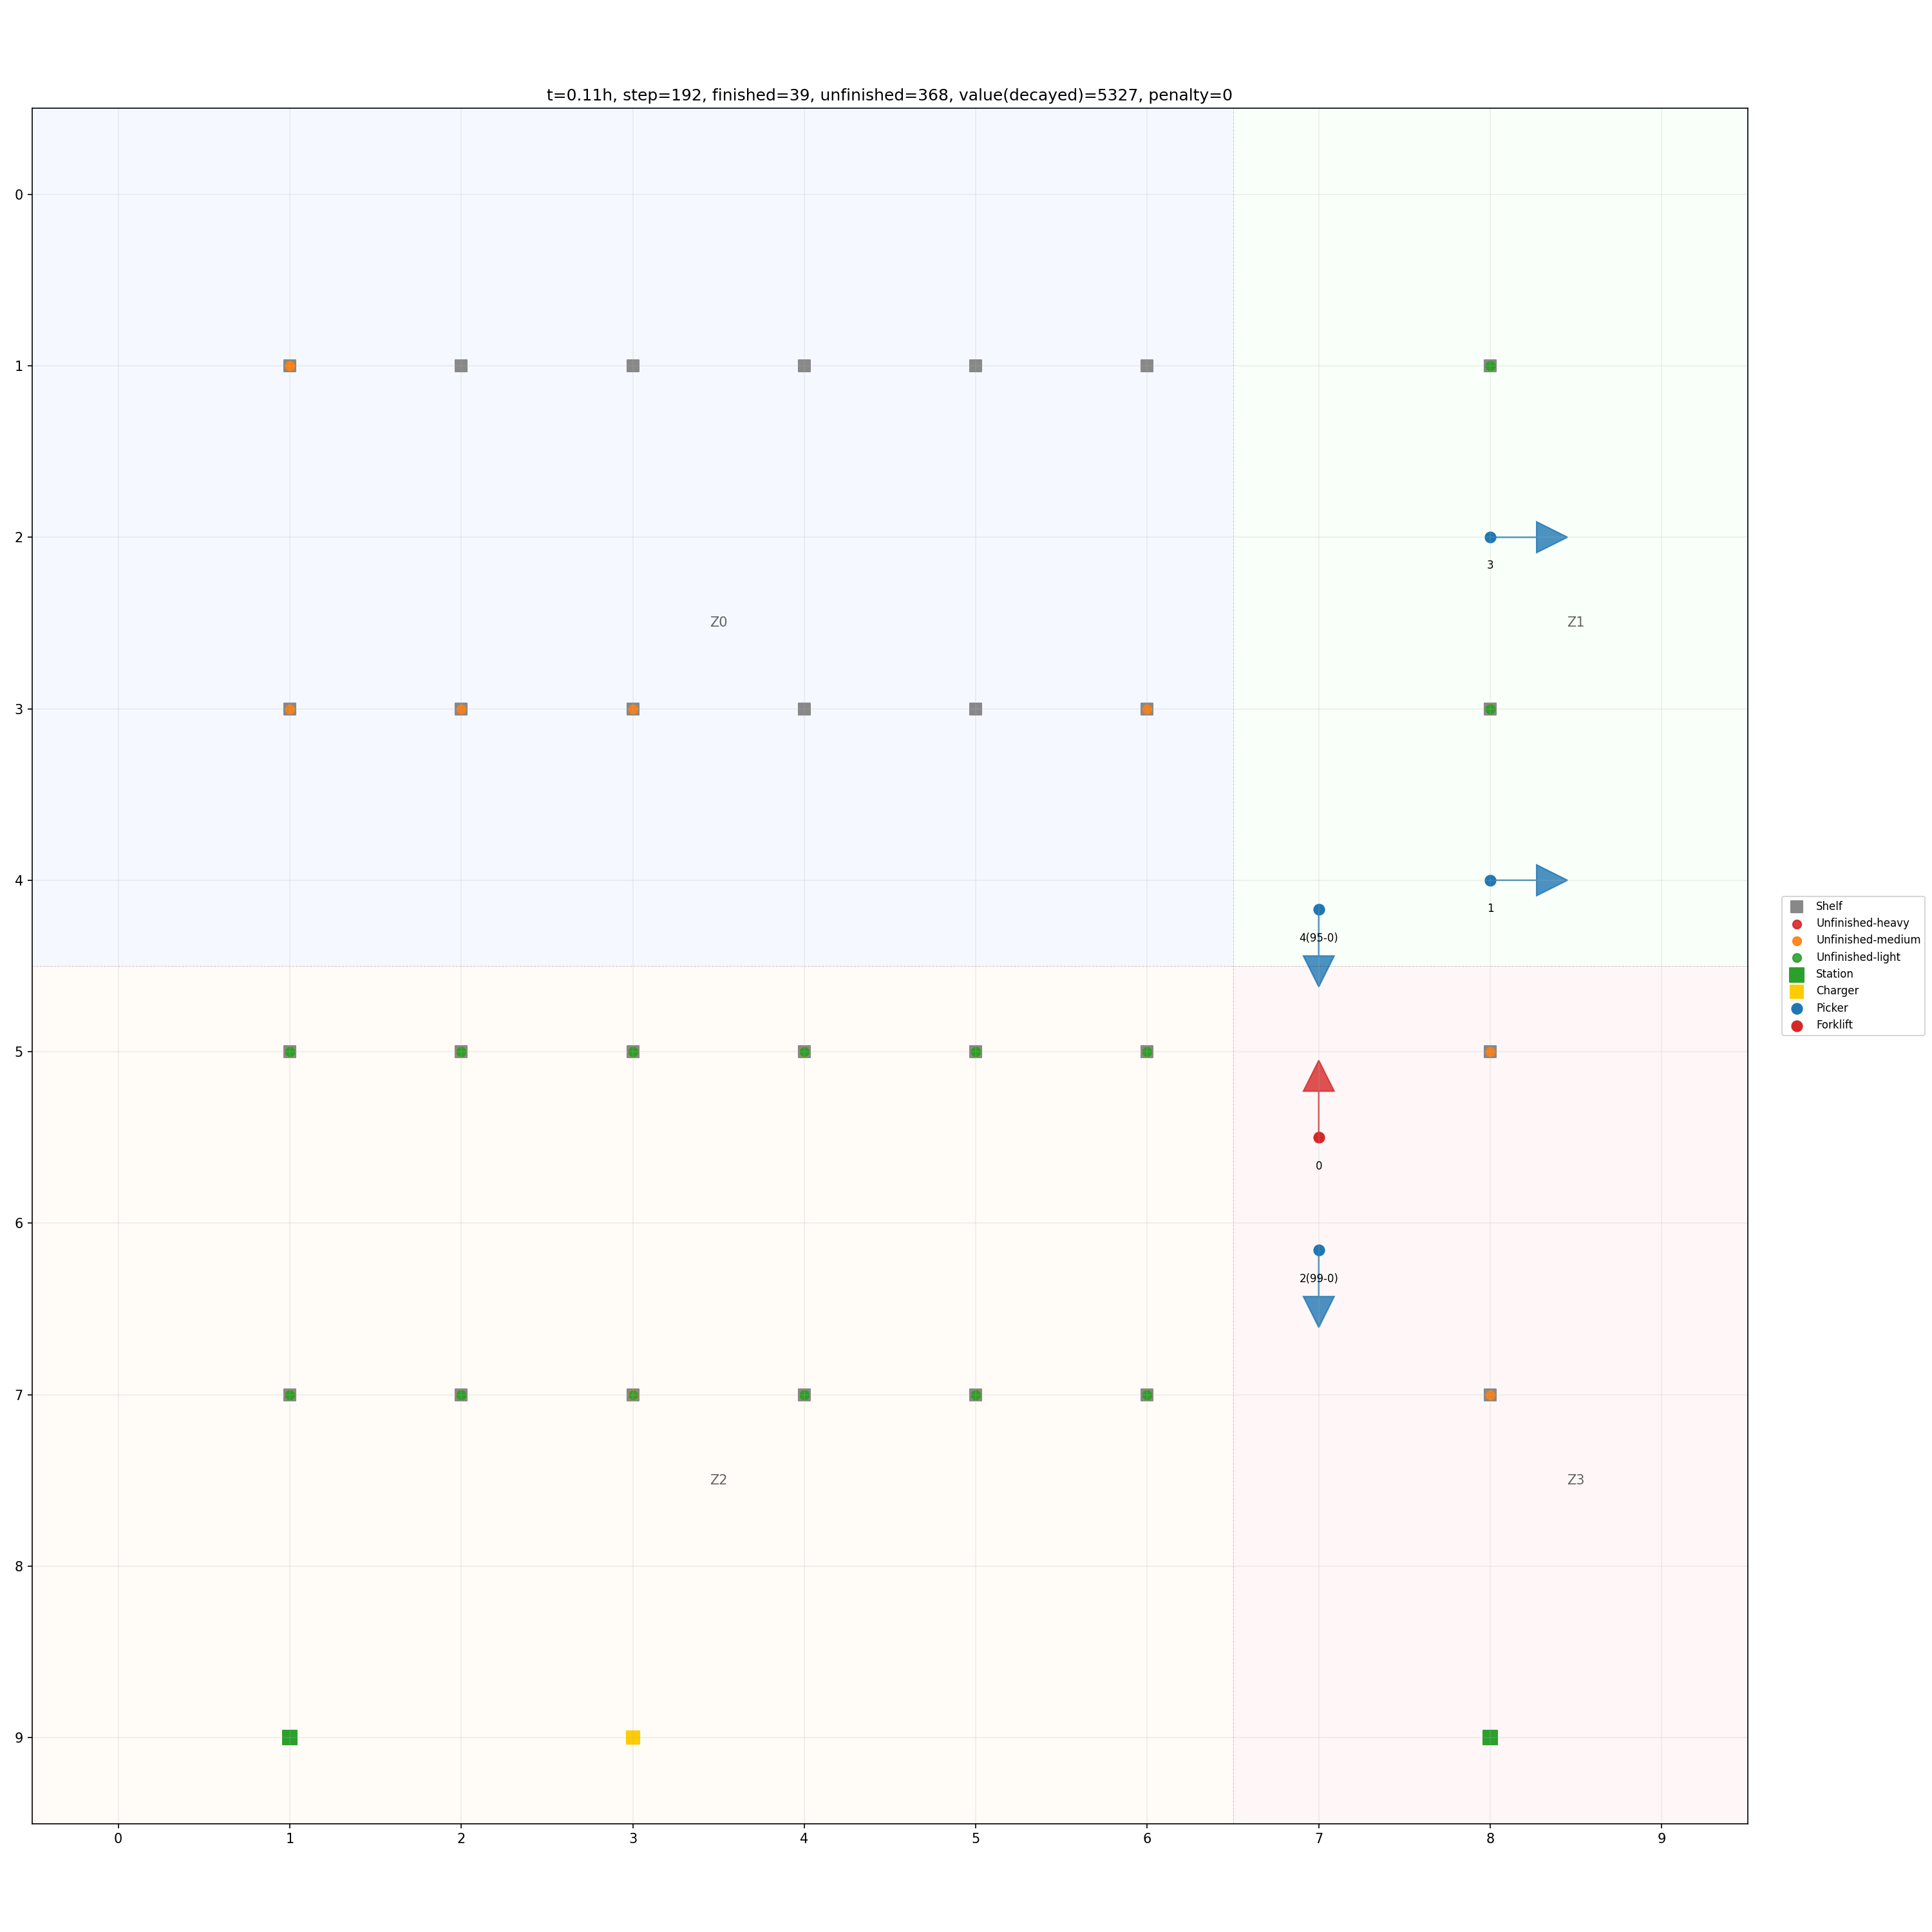 t=0.11h, step=192, finished=39, unfinished=368, value(decayed)=5327, penalty=0
0
1
2
3
Z0
Z1
3
4
1
4(95-0)
Shelf
Unfinished-heavy
Unfinished-medium
Unfinished-light
Station
Charger
Picker
Forklift
5
0
6
2(99-0)
7
Z2
Z3
8
9
0 1 2 3 4 5 6 7 8 9